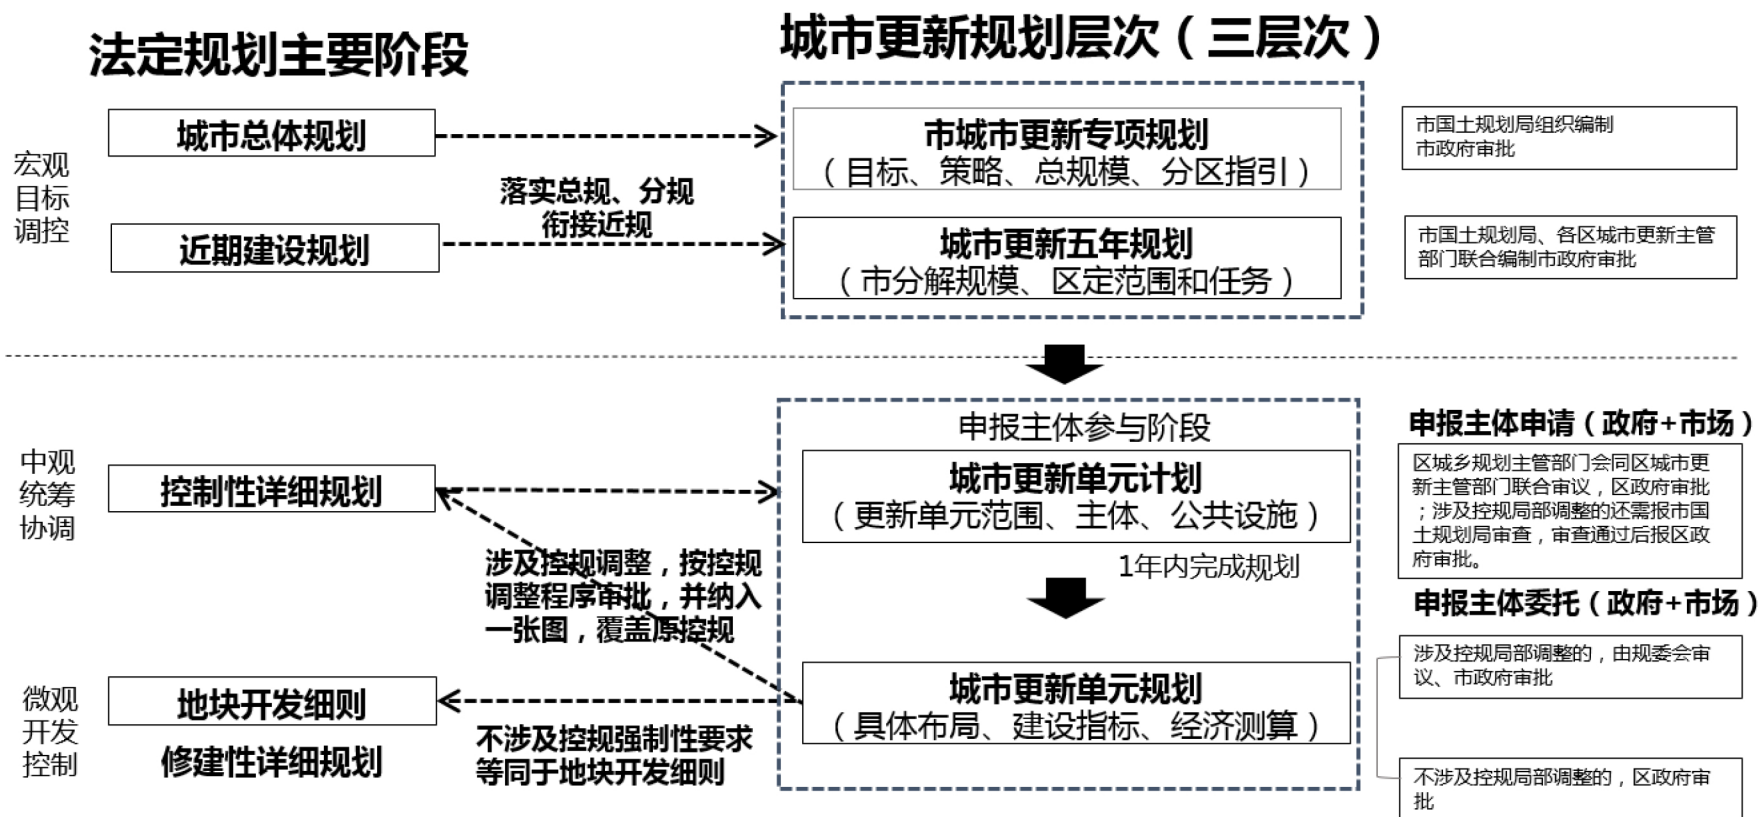 法定规划主要阶段
城市更新规划层次（三层次）
宏观
目标
调控
城市总体规划
近期建设规划
落实总规、分规
衔接近规
市城市更新专项规划
（目标、策略、总规模、分区指引）
城市更新五年规划
（市分解规模、区定范围和任务）
市国土规划局组织编制
市政府审批
市国土规划局、各区城市更新主管
部门联合编制市政府审批
中观
统筹
协调
控制性详细规划
申报主体参与阶段
城市更新单元计划
（更新单元范围、主体、公共设施）
1年内完成规划
申报主体申请（政府+市场）
区城乡规划主管部门会同区城市更
新主管部门联合审议，区政府审批
；涉及控规局部调整的还需报市国
土规划局审查，审查通过后报区政
府审批。
涉及控规调整，按控规
调整程序审批，并纳入
一张图，覆盖原控规
申报主体委托（政府+市场）
微观
开发
控制
地块开发细则
修建性详细规划
不涉及控规强制性要求
等同于地块开发细则
城市更新单元规划
（具体布局、建设指标、经济测算）
涉及控规局部调整的，由规委会审
议、市政府审批
不涉及控规局部调整的，区政府审
批